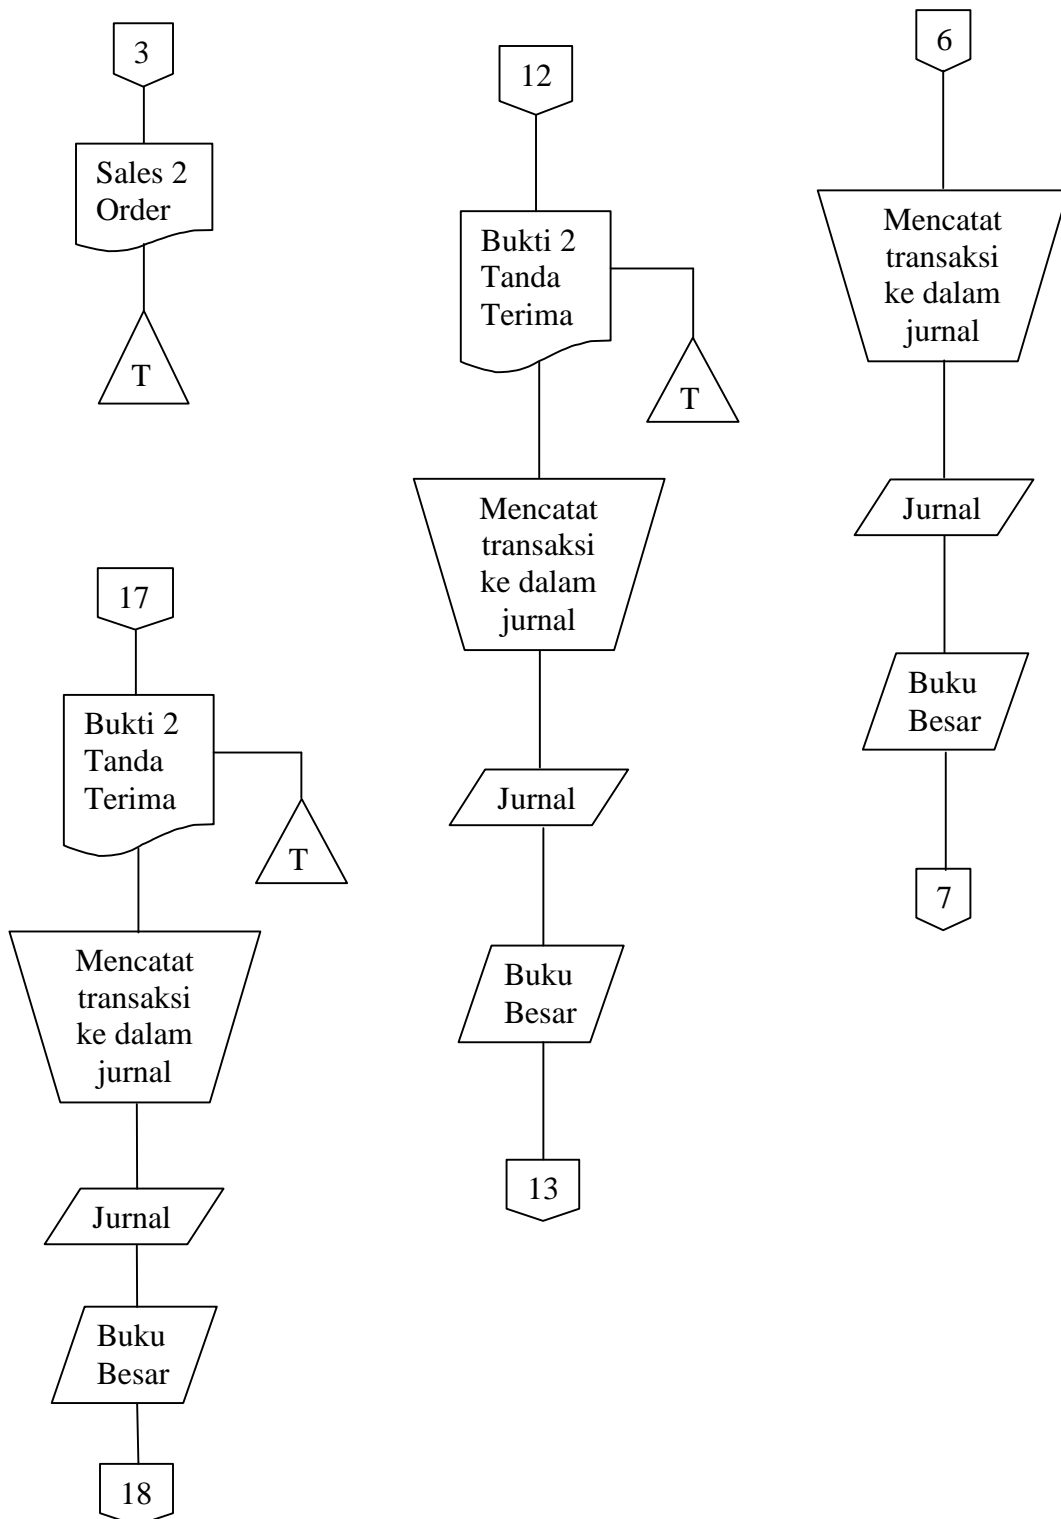 3
Sales 2
Order
T
17
Bukti 2
Tanda
Terima
T
Mencatat
transaksi
ke dalam
jurnal
Jurnal
Buku
Besar
18
12
Bukti 2
Tanda
Terima
T
Mencatat
transaksi
ke dalam
jurnal
Jurnal
Buku
Besar
13
6
Mencatat
transaksi
ke dalam
jurnal
Jurnal
Buku
Besar
7